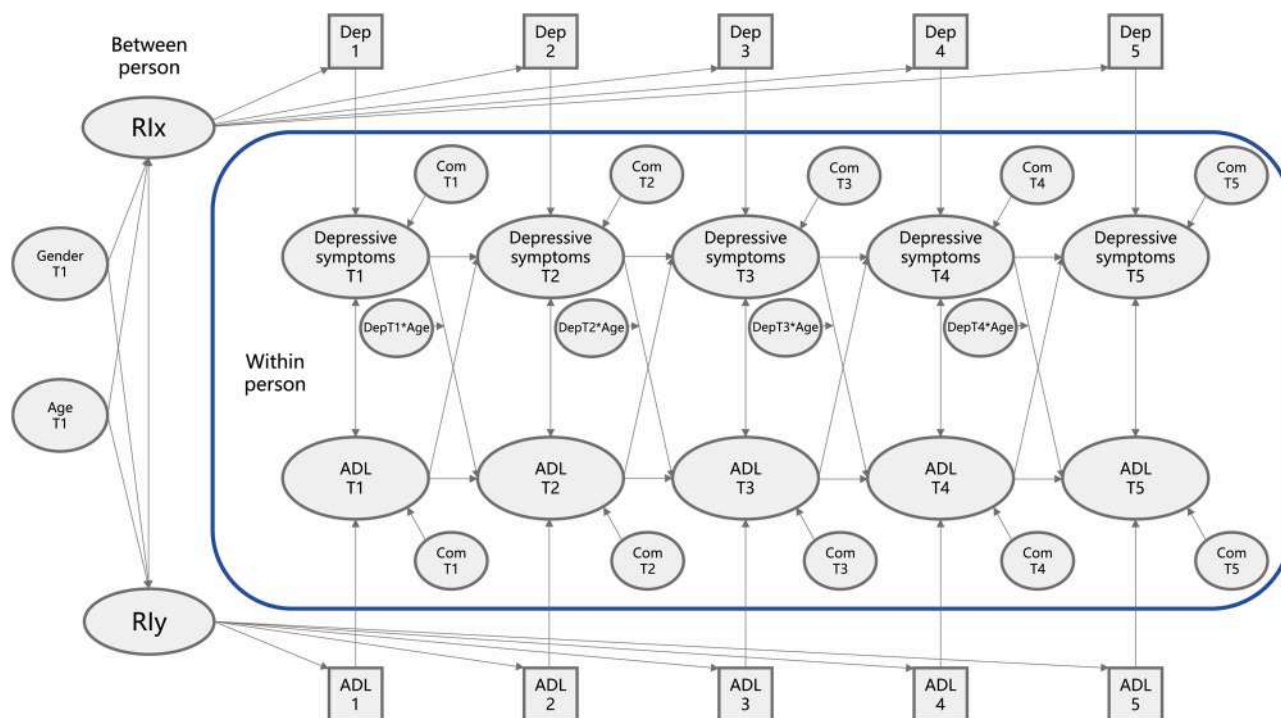 Between
person
Dep
1
Dep
2
Dep
3
Dep
4
Dep
5
RIx
Com
T1
Com
T2
Com
T3
Com
T4
Com
T5
Gender
T1
Depressive
symptoms
T1
Depressive
symptoms
T2
Depressive
symptoms
T3
Depressive
symptoms
T4
Depressive
symptoms
T5
DepT1*Age
DepT2*Age
DepT3*Age
DepT4*Age
Within
person
Age
T1
ADL
T1
ADL
T2
ADL
T3
ADL
T4
ADL
T5
Com
T1
Com
T2
Com
T3
Com
T4
Com
T5
RIy
ADL
1
ADL
2
ADL
3
ADL
4
ADL
5